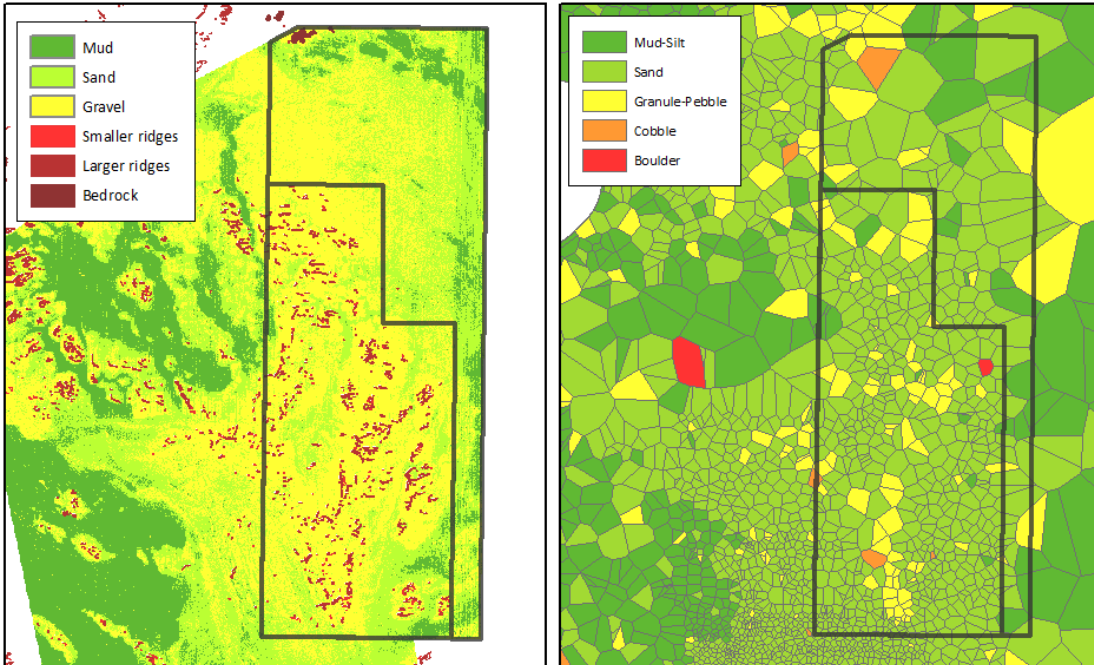 Mud
Sand
Gravel
Smaller ridges
Larger ridges
Bedrock
Mud-Silt
Sand
Granule-Pebble
Cobble
Boulder